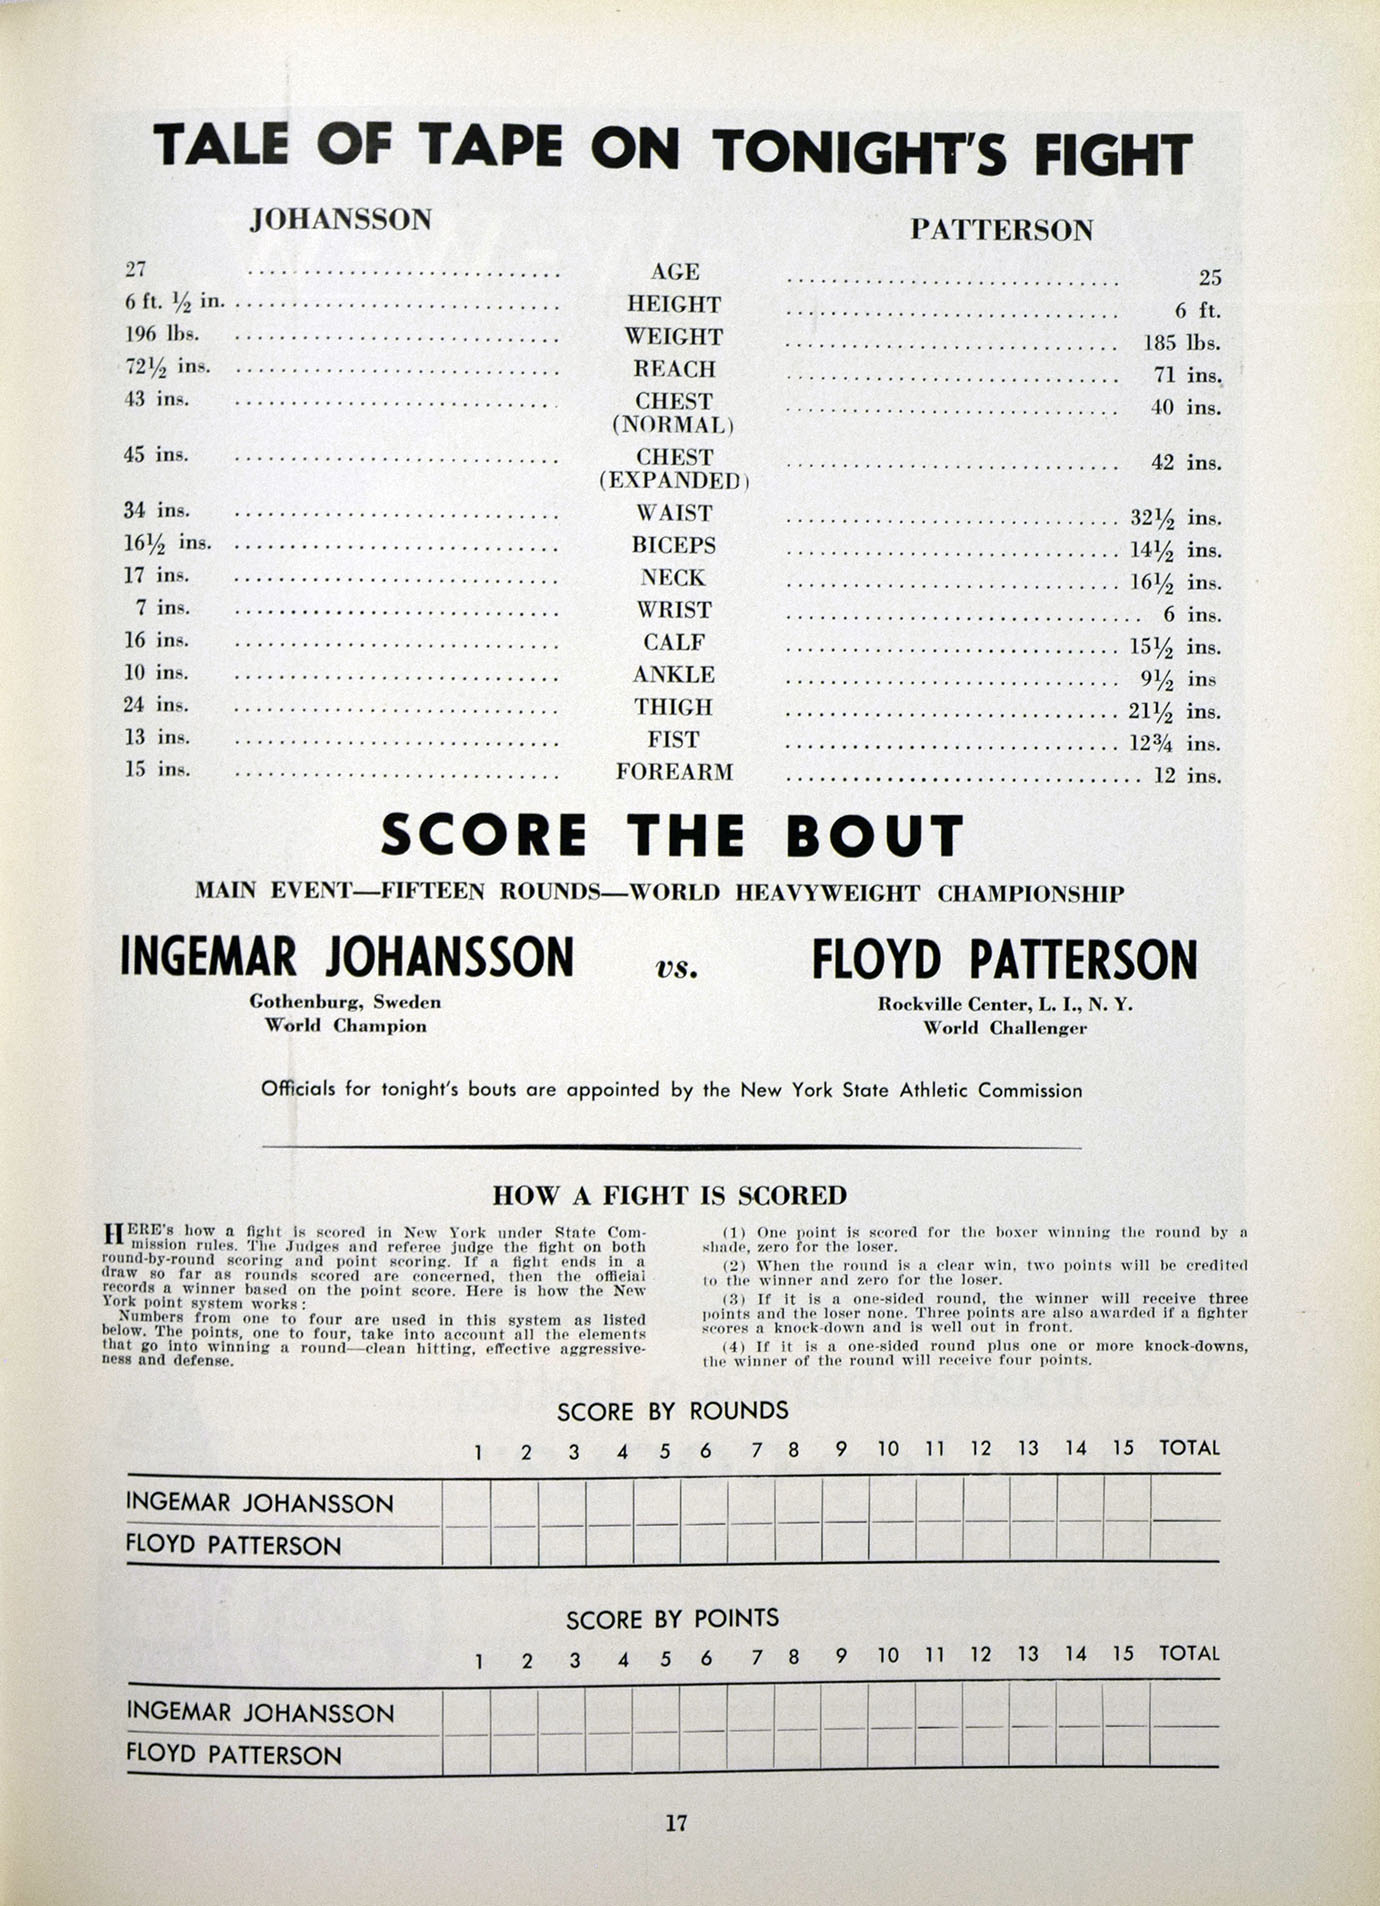 TALE OF TAPE ON TONIGHT'S FIGHT
JOHANSSON PATTERSON
27 AGE 25
6 ft. ½ in. HEIGHT 6 ft.
196 lbs. WEIGHT 185 lbs.
72½ ins. REACH 71 ins.
43 ins. CHEST 40 ins.
(NORMAL)
45 ins. CHEST 42 ins.
(EXPANDED)
34 ins. WAIST 32½ ins.
16½ ins. BICEPS 14½ ins.
17 ins. NECK 16½ ins.
7 ins. WRIST 6 ins.
16 ins. CALF 15½ ins.
10 ins. ANKLE 9½ ins
24 ins. THIGH 21½ ins.
13 ins. FIST 12¾ ins.
15 ins. FOREARM 12 ins.
SCORE THE BOUT
MAIN EVENT—FIFTEEN ROUNDS—WORLD HEAVYWEIGHT CHAMPIONSHIP
INGEMAR JOHANSSON vs. FLOYD PATTERSON
Gothenburg, Sweden Rockville Center, L. I., N. Y.
World Champion World Challenger
Officials for tonight's bouts are appointed by the New York State Athletic Commission
HOW A FIGHT IS SCORED
HERE's how a fight is scored in New York under State Com-
mission rules. The Judges and referee judge the fight on both
round-by-round scoring and point scoring. If a fight ends in a
draw so far as rounds scored are concerned, then the official
records a winner based on the point score. Here is how the New
York point system works:
Numbers from one to four are used in this system as listed
below. The points, one to four, take into account all the elements
that go into winning a round—clean hitting, effective aggressive-
ness and defense.
(1) One point is scored for the boxer winning the round by a
shade, zero for the loser.
(2) When the round is a clear win, two points will be credited
to the winner and zero for the loser.
(3) If it is a one-sided round, the winner will receive three
points and the loser none. Three points are also awarded if a fighter
scores a knock-down and is well out in front.
(4) If it is a one-sided round plus one or more knock-downs,
the winner of the round will receive four points.
SCORE BY ROUNDS
1 2 3 4 5 6 7 8 9 10 11 12 13 14 15 TOTAL
INGEMAR JOHANSSON
FLOYD PATTERSON
SCORE BY POINTS
1 2 3 4 5 6 7 8 9 10 11 12 13 14 15 TOTAL
INGEMAR JOHANSSON
FLOYD PATTERSON
17